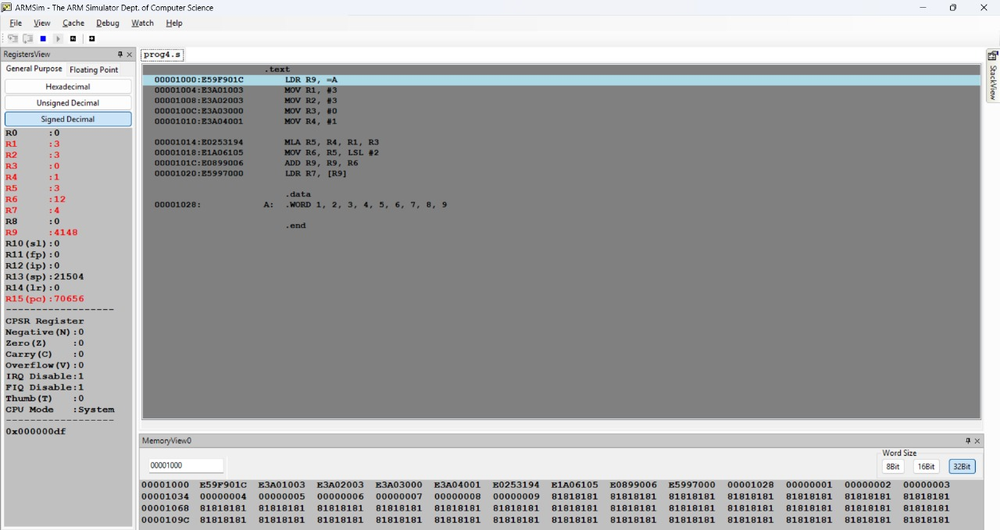 ARMSim - The ARM Simulator Dept. of Computer Science
File View Cache Debug Watch Help
RegistersView
General Purpose Floating Point
Hexadecimal
Unsigned Decimal
Signed Decimal
R0 :0
R1 :3
R2 :3
R3 :0
R4 :1
R5 :3
R6 :12
R7 :4
R8 :0
R9 :4148
R10(sl):0
R11(fp):0
R12(ip):0
R13(sp):21504
R14(lr):0
R15(pc):70656
-------------------
CPSR Register
Negative(N):0
Zero(Z) :0
Carry(C) :0
Overflow(V):0
IRQ Disable:1
FIQ Disable:1
Thumb(T) :0
CPU Mode :System
-------------------
0x000000df
prog4.s
.text
00001000:E59F901C LDR R9, =A
00001004:E3A01003 MOV R1, #3
00001008:E3A02003 MOV R2, #3
0000100C:E3A03000 MOV R3, #0
00001010:E3A04001 MOV R4, #1
00001014:E0253194 MLA R5, R4, R1, R3
00001018:E1A06105 MOV R6, R5, LSL #2
0000101C:E0899006 ADD R9, R9, R6
00001020:E5997000 LDR R7, [R9]
.data
00001028: A: .WORD 1, 2, 3, 4, 5, 6, 7, 8, 9
.end
StackView
MemoryView0
00001000
Word Size
8Bit 16Bit 32Bit
00001000 E59F901C E3A01003 E3A02003 E3A03000 E3A04001 E0253194 E1A06105 E0899006 E5997000 00001028 00000001 00000002 00000003
00001034 00000004 00000005 00000006 00000007 00000008 00000009 81818181 81818181 81818181 81818181 81818181 81818181 81818181
00001068 81818181 81818181 81818181 81818181 81818181 81818181 81818181 81818181 81818181 81818181 81818181 81818181 81818181
0000109C 81818181 81818181 81818181 81818181 81818181 81818181 81818181 81818181 81818181 81818181 81818181 81818181 81818181